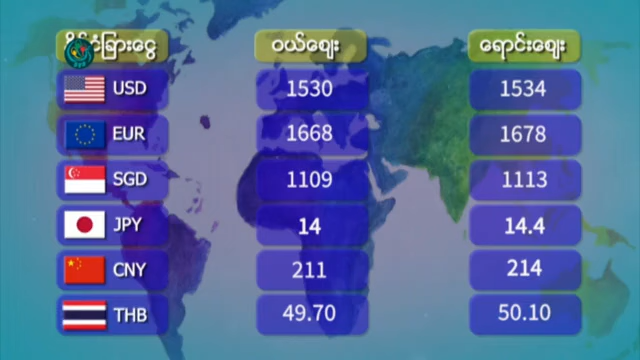 နိုင်ငံခြားငွေ ဝယ်ဈေး ရောင်းဈေး
USD 1530 1534
EUR 1668 1678
SGD 1109 1113
JPY 14 14.4
CNY 211 214
THB 49.70 50.10